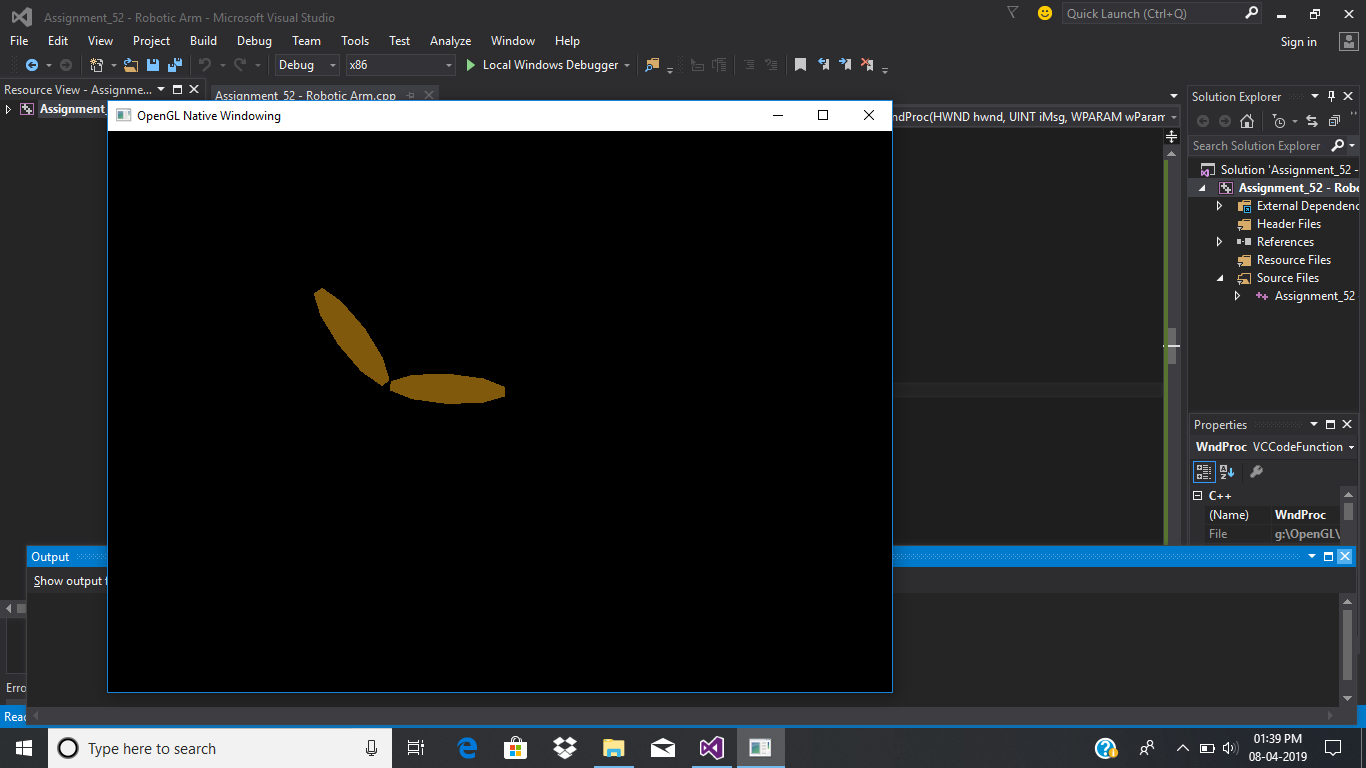 Assignment_52 - Robotic Arm - Microsoft Visual Studio
Quick Launch (Ctrl+Q)
File Edit View Project Build Debug Team Tools Test Analyze Window Help
Sign in
Debug x86 Local Windows Debugger
Resource View - Assignme...
Assignment_52 - Robotic Arm.cpp
Solution Explorer
Assignment_
OpenGL Native Windowing
ndProc(HWND hwnd, UINT iMsg, WPARAM wParam
Search Solution Explorer
Solution 'Assignment_52 -
Assignment_52 - Robo
External Dependenc
Header Files
References
Resource Files
Source Files
Assignment_52
Properties
WndProc VCCodeFunction
C++
(Name) WndProc
File g:\OpenGL\
Output
Show output f
Erro
Read
Type here to search
01:39 PM
08-04-2019